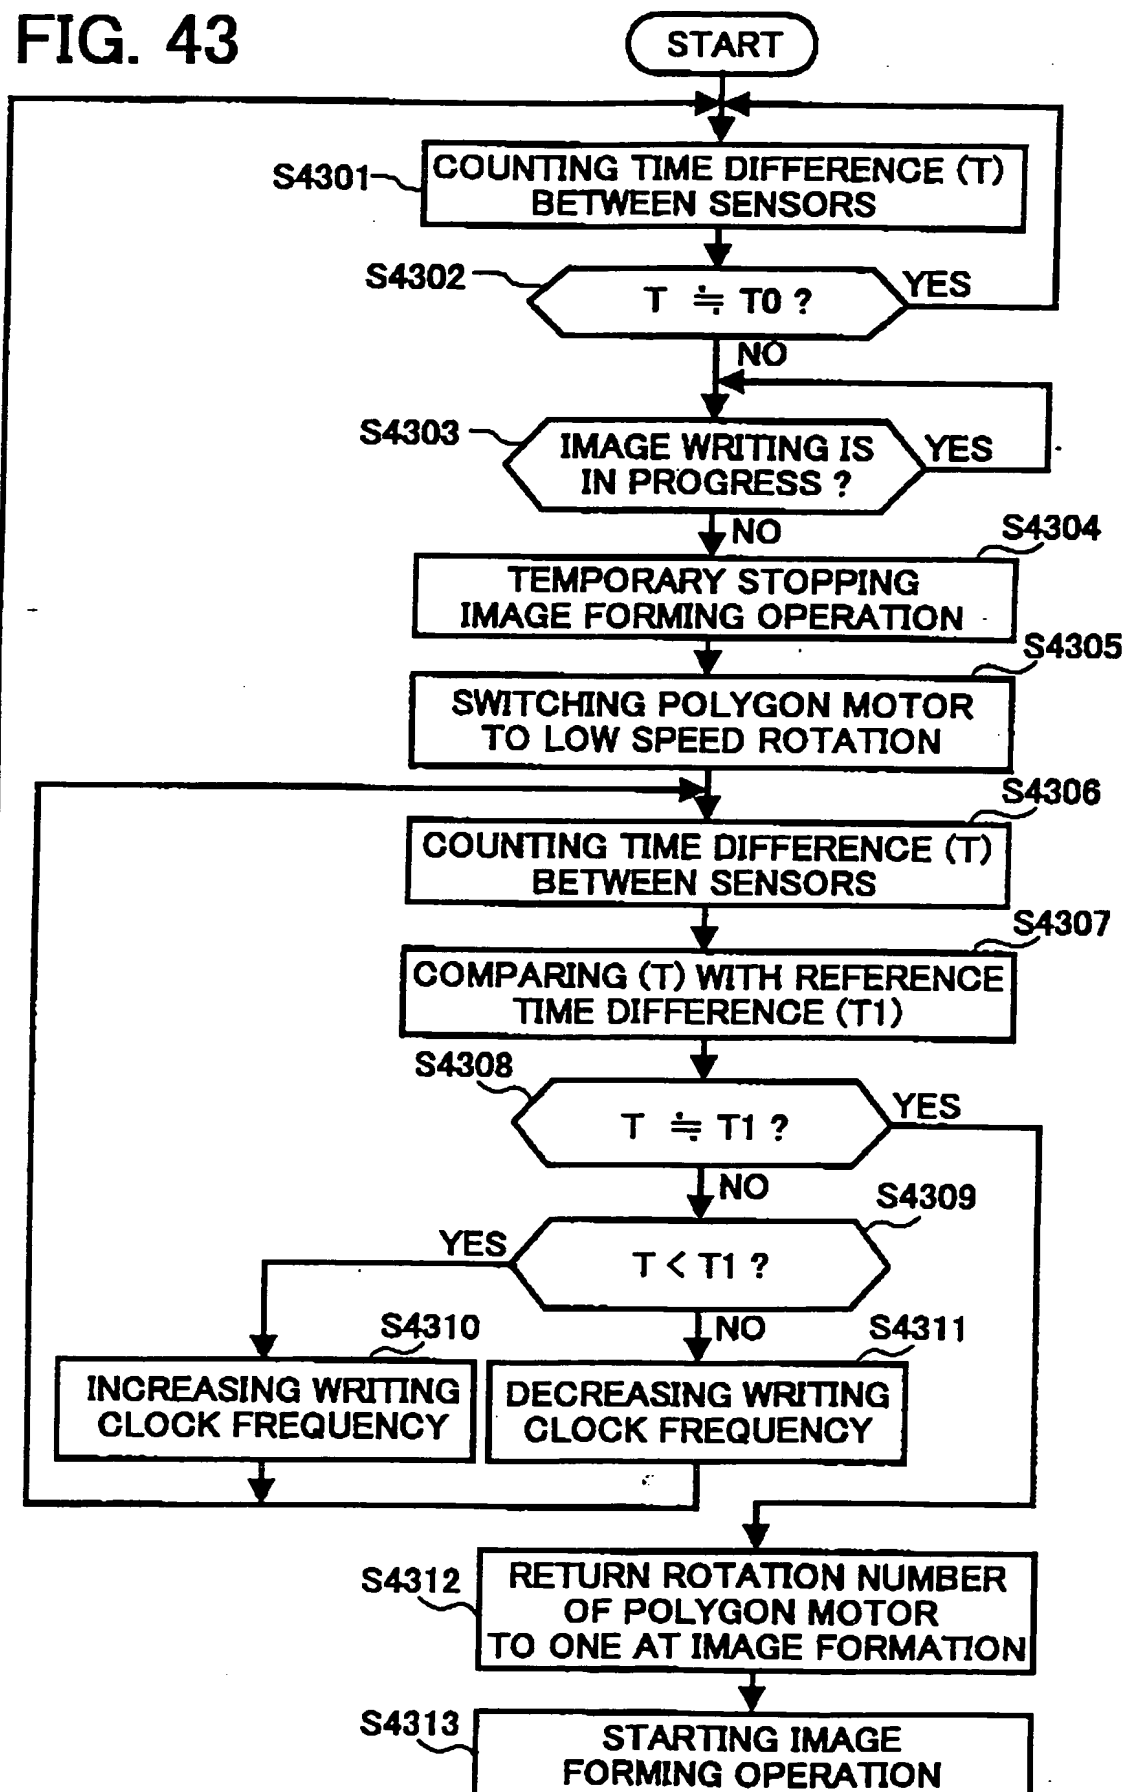 FIG. 43
START
S4301
COUNTING TIME DIFFERENCE (T)
BETWEEN SENSORS
S4302
T ≒ T0 ?
YES
NO
S4303
IMAGE WRITING IS
IN PROGRESS ?
YES
NO
S4304
TEMPORARY STOPPING
IMAGE FORMING OPERATION
S4305
SWITCHING POLYGON MOTOR
TO LOW SPEED ROTATION
S4306
COUNTING TIME DIFFERENCE (T)
BETWEEN SENSORS
S4307
COMPARING (T) WITH REFERENCE
TIME DIFFERENCE (T1)
S4308
T ≒ T1 ?
YES
NO
S4309
YES
T < T1 ?
NO
S4310
INCREASING WRITING
CLOCK FREQUENCY
S4311
DECREASING WRITING
CLOCK FREQUENCY
S4312
RETURN ROTATION NUMBER
OF POLYGON MOTOR
TO ONE AT IMAGE FORMATION
S4313
STARTING IMAGE
FORMING OPERATION